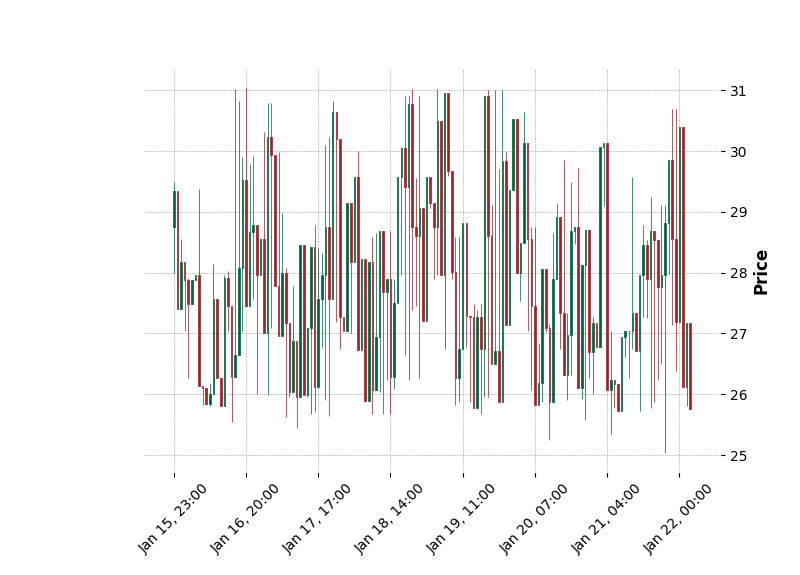 31
30
29
28
27
26
25
Price
Jan 15, 23:00
Jan 16, 20:00
Jan 17, 17:00
Jan 18, 14:00
Jan 19, 11:00
Jan 20, 07:00
Jan 21, 04:00
Jan 22, 00:00